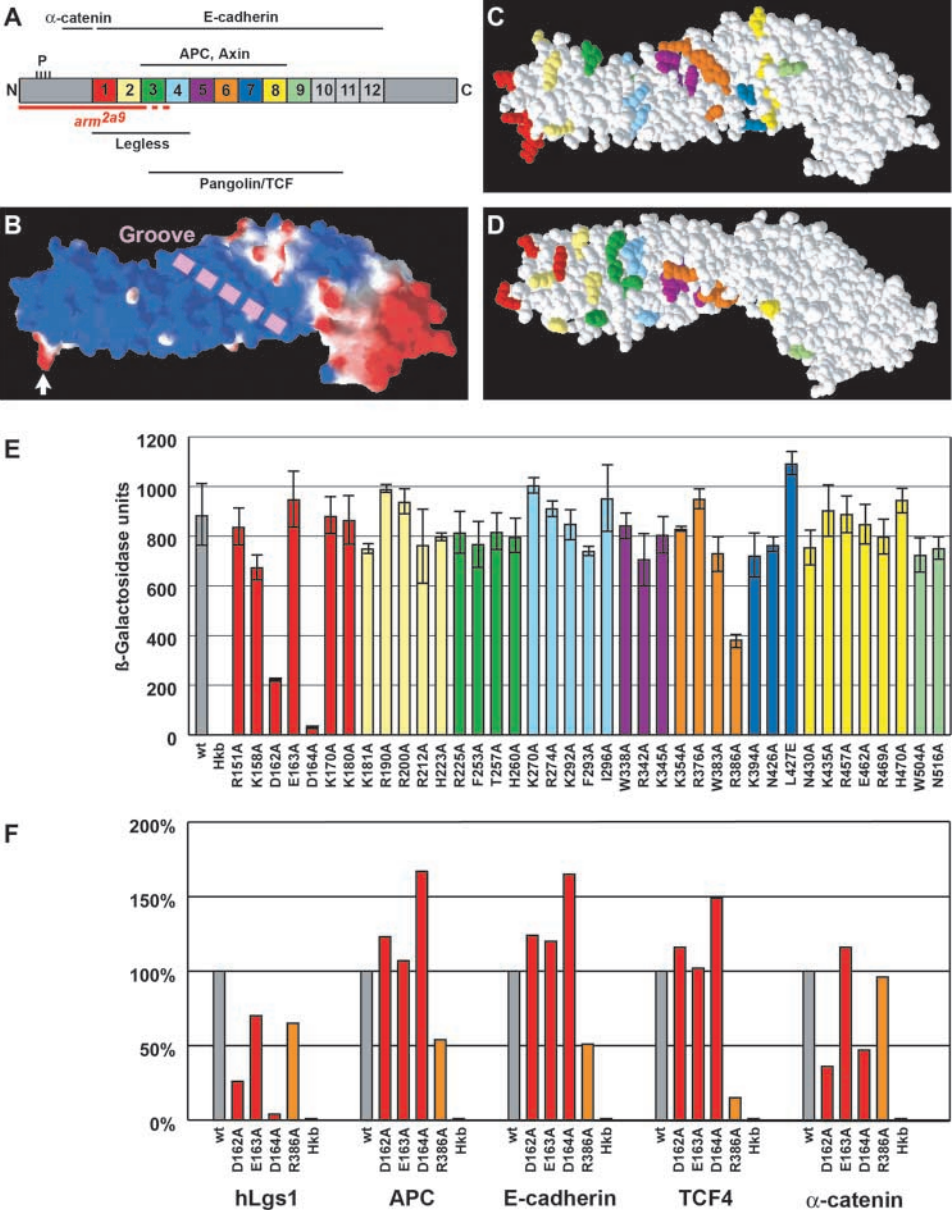 A
α-catenin
E-cadherin
APC, Axin
P
N
1 2 3 4 5 6 7 8 9 10 11 12
C
arm2a9
Legless
Pangolin/TCF
B
Groove
C
D
E
ß-Galactosidase units
1200
1000
800
600
400
200
0
wt Hkb R151A K158A D162A E163A D164A K170A K180A K181A R190A R200A R212A H223A R225A F253A T257A H260A K270A R274A K292A F293A I296A W338A R342A K345A K354A R376A W383A R386A K394A N426A L427E N430A K435A R457A E462A R469A H470A W504A N516A
F
200%
150%
100%
50%
0%
wt D162A E163A D164A R386A Hkb wt D162A E163A D164A R386A Hkb wt D162A E163A D164A R386A Hkb wt D162A E163A D164A R386A Hkb wt D162A E163A D164A R386A Hkb
hLgs1 APC E-cadherin TCF4 α-catenin